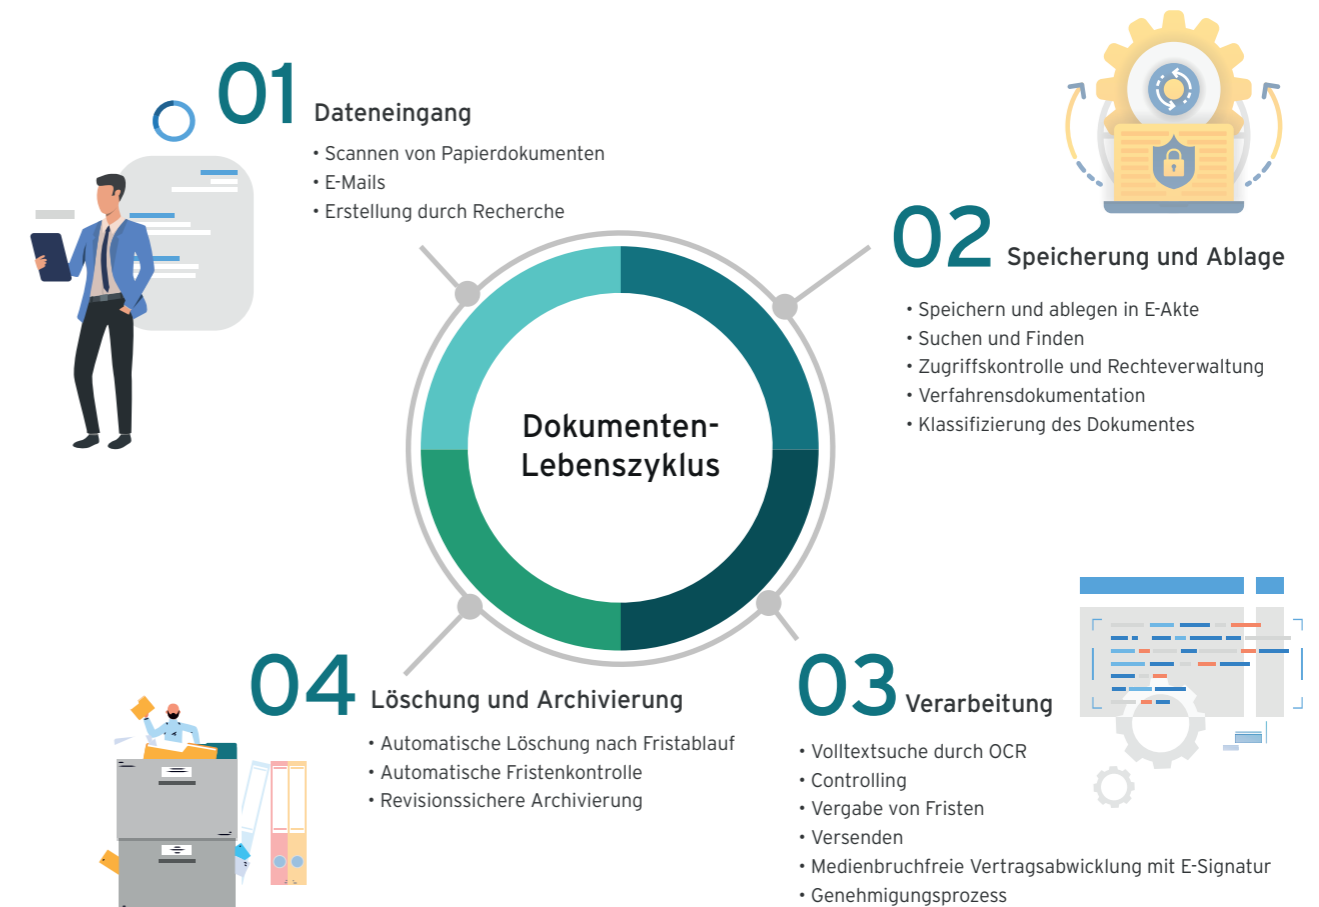 01 Dateneingang
• Scannen von Papierdokumenten
• E-Mails
• Erstellung durch Recherche
02 Speicherung und Ablage
• Speichern und ablegen in E-Akte
• Suchen und Finden
• Zugriffskontrolle und Rechteverwaltung
• Verfahrensdokumentation
• Klassifizierung des Dokumentes
Dokumenten-
Lebenszyklus
03 Verarbeitung
• Volltextsuche durch OCR
• Controlling
• Vergabe von Fristen
• Versenden
• Medienbruchfreie Vertragsabwicklung mit E-Signatur
• Genehmigungsprozess
04 Löschung und Archivierung
• Automatische Löschung nach Fristablauf
• Automatische Fristenkontrolle
• Revisionssichere Archivierung